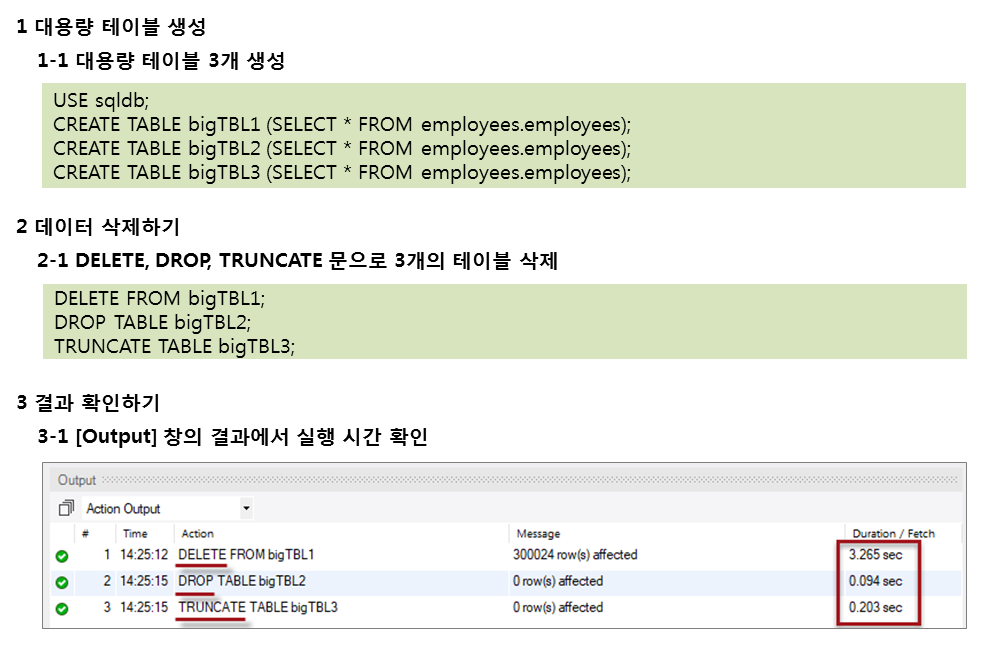 1 대용량 테이블 생성
1-1 대용량 테이블 3개 생성
USE sqldb;
CREATE TABLE bigTBL1 (SELECT * FROM employees.employees);
CREATE TABLE bigTBL2 (SELECT * FROM employees.employees);
CREATE TABLE bigTBL3 (SELECT * FROM employees.employees);
2 데이터 삭제하기
2-1 DELETE, DROP, TRUNCATE 문으로 3개의 테이블 삭제
DELETE FROM bigTBL1;
DROP TABLE bigTBL2;
TRUNCATE TABLE bigTBL3;
3 결과 확인하기
3-1 [Output] 창의 결과에서 실행 시간 확인
Output
Action Output
# Time Action Message Duration / Fetch
1 14:25:12 DELETE FROM bigTBL1 300024 row(s) affected 3.265 sec
2 14:25:15 DROP TABLE bigTBL2 0 row(s) affected 0.094 sec
3 14:25:15 TRUNCATE TABLE bigTBL3 0 row(s) affected 0.203 sec